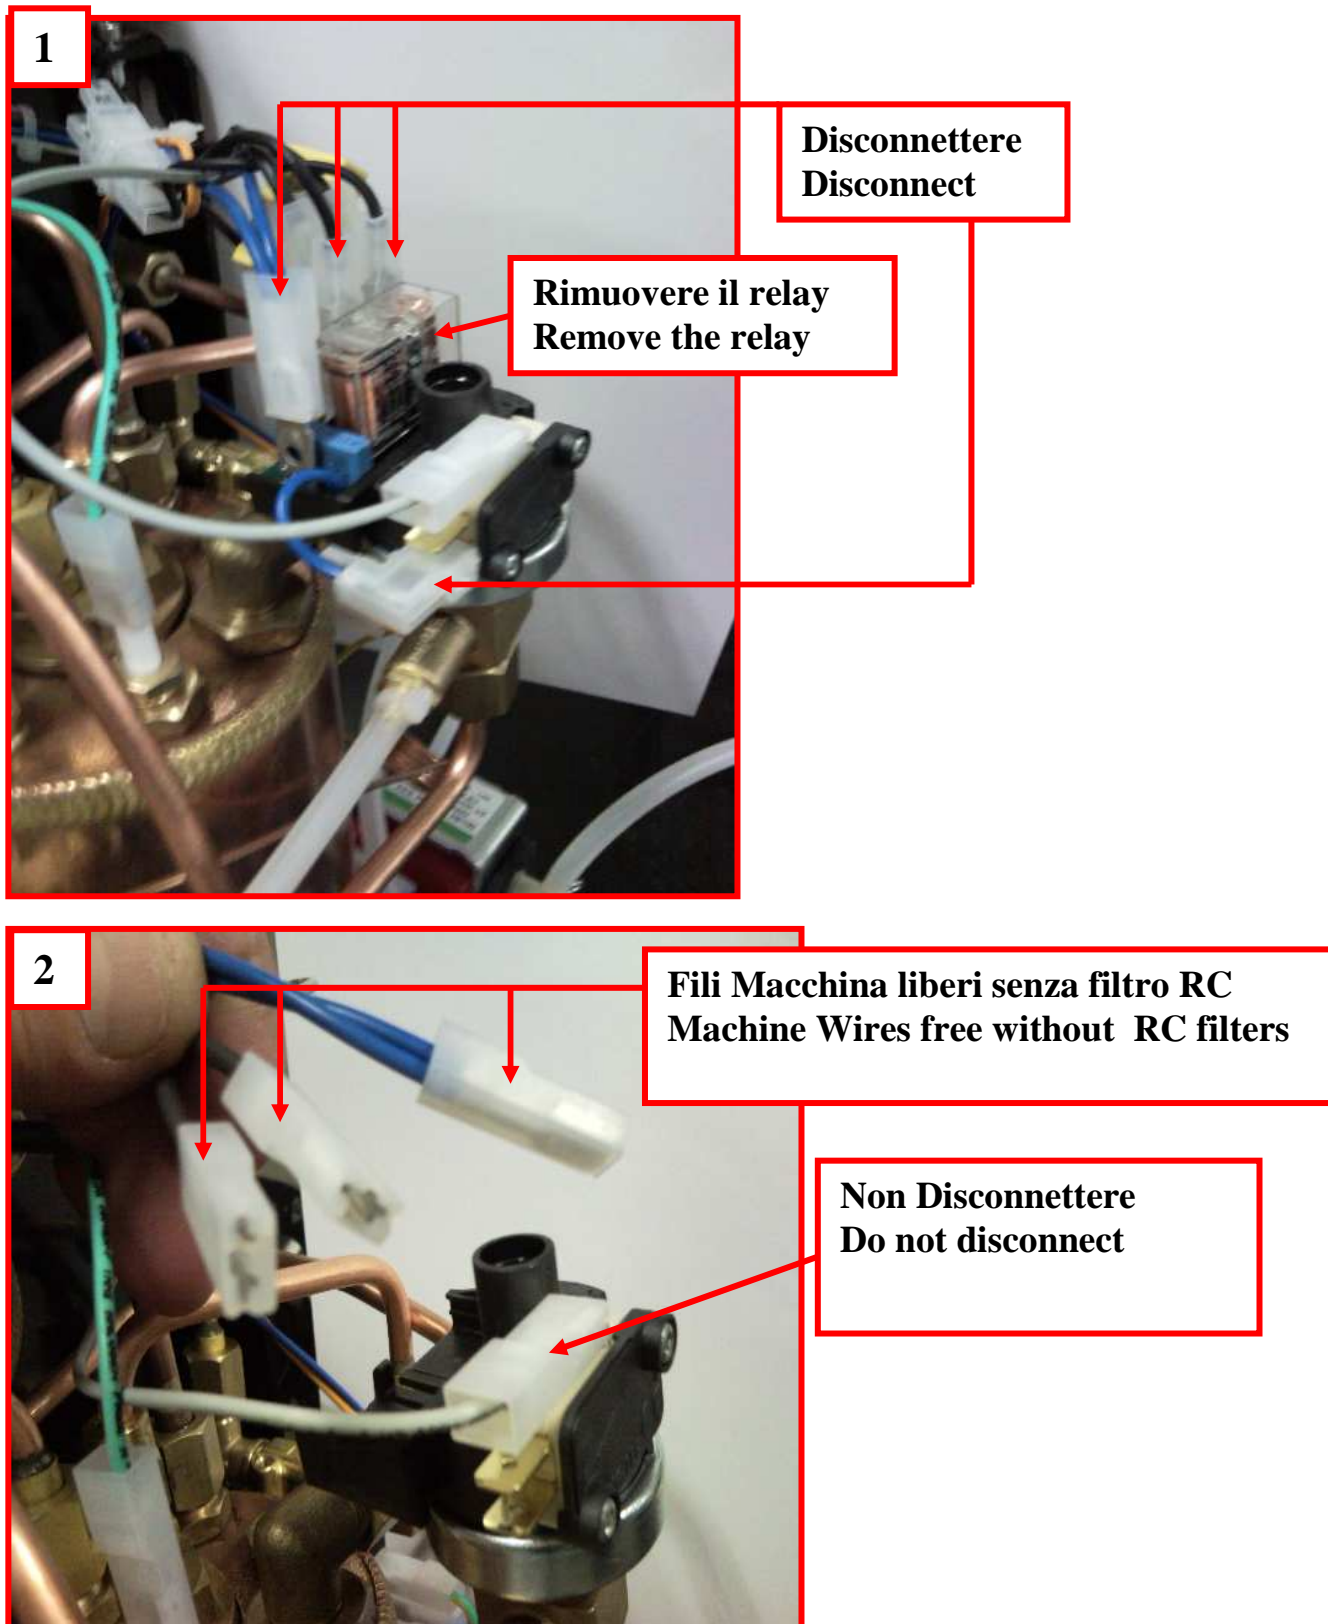 1
Disconnettere
Disconnect
Rimuovere il relay
Remove the relay
2
Fili Macchina liberi senza filtro RC
Machine Wires free without RC filters
Non Disconnettere
Do not disconnect